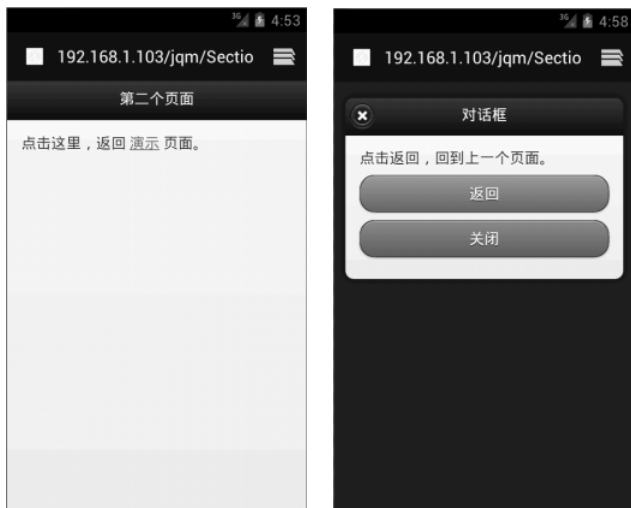 3G 4:53
192.168.1.103/jqm/Sectio
第二个页面
点击这里，返回 演示 页面。
3G 4:58
192.168.1.103/jqm/Sectio
对话框
点击返回，回到上一个页面。
返回
关闭